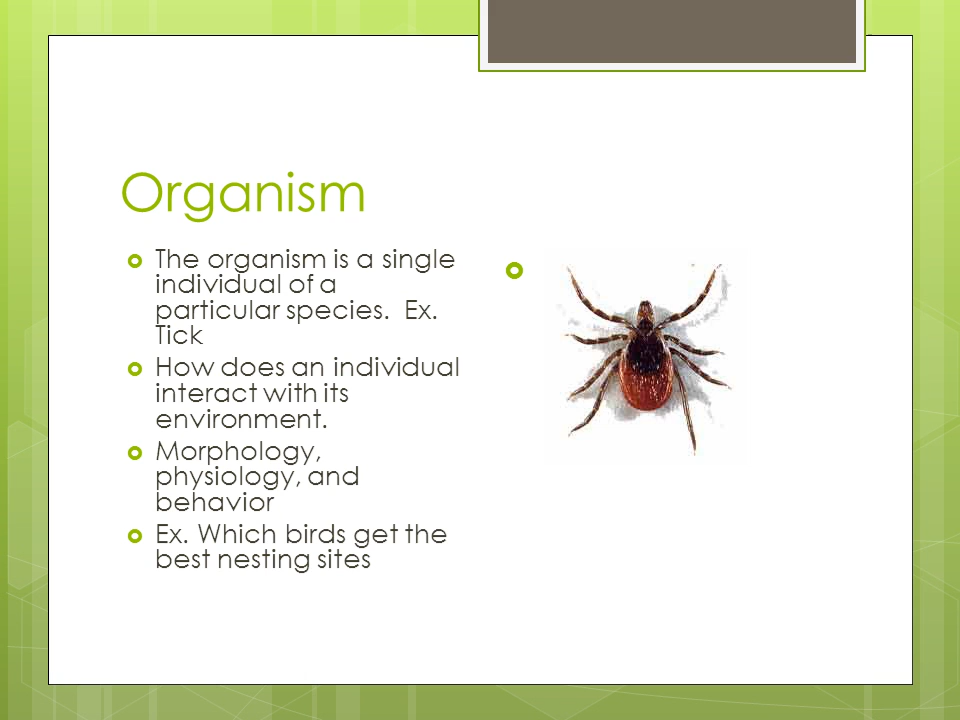 Organism
The organism is a single
individual of a
particular species.  Ex.
Tick
How does an individual
interact with its
environment.
Morphology,
physiology, and
behavior
Ex. Which birds get the
best nesting sites